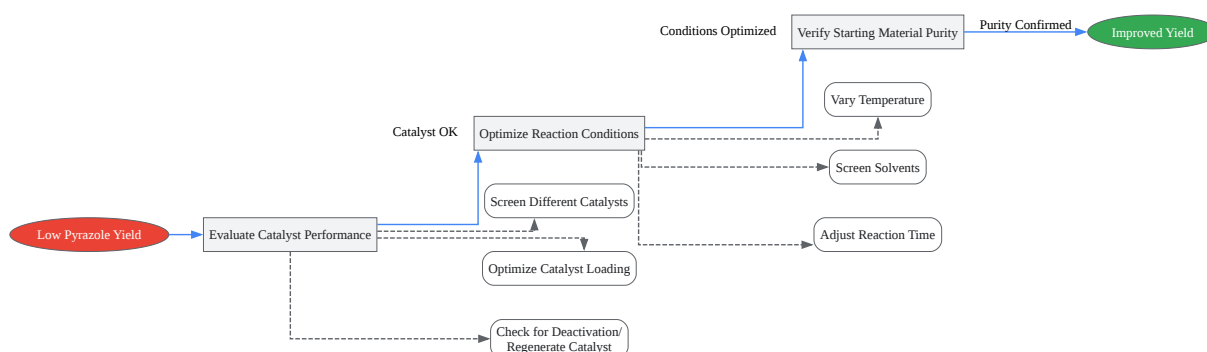 Conditions Optimized
Verify Starting Material Purity
Purity Confirmed
Improved Yield
Vary Temperature
Catalyst OK
Optimize Reaction Conditions
Screen Solvents
Screen Different Catalysts
Low Pyrazole Yield
Evaluate Catalyst Performance
Adjust Reaction Time
Optimize Catalyst Loading
Check for Deactivation/
Regenerate Catalyst